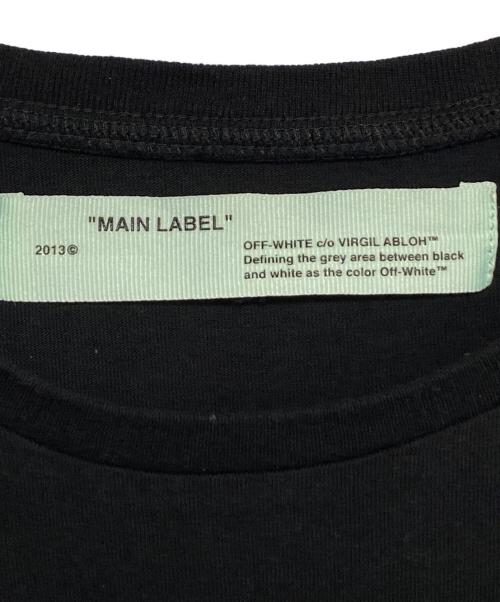 "MAIN LABEL"
2013©
OFF-WHITE c/o VIRGIL ABLOH™
Defining the grey area between black
and white as the color Off-White™